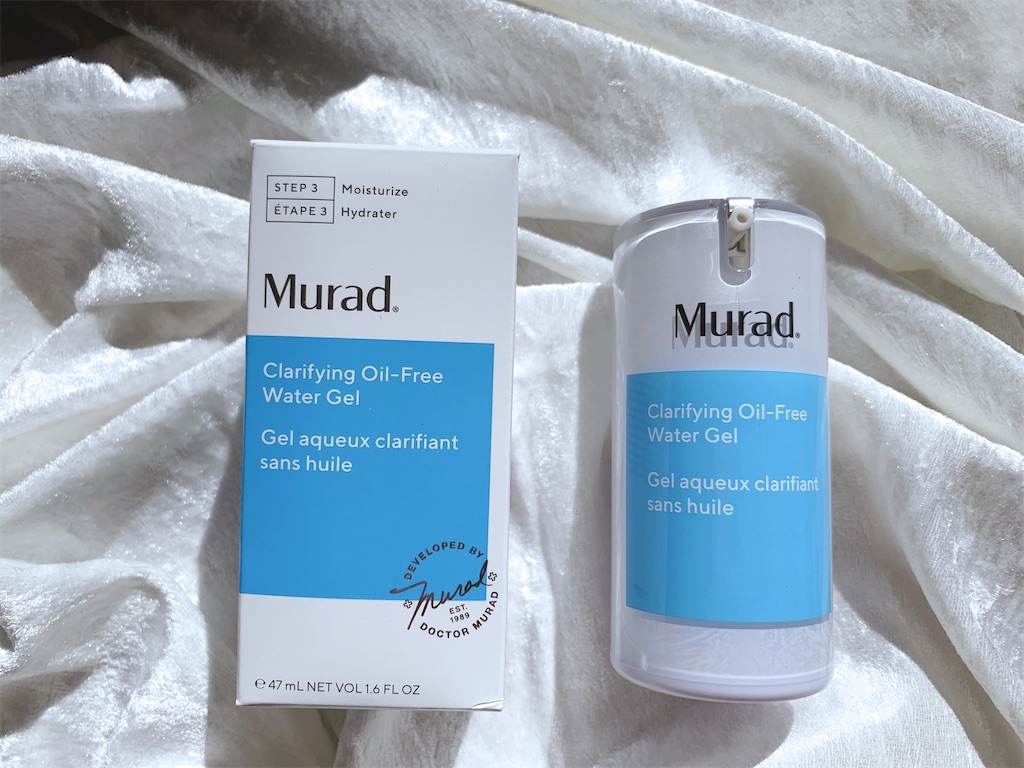 STEP 3 Moisturize
ÉTAPE 3 Hydrater
Murad®
Clarifying Oil-Free
Water Gel
Gel aqueux clarifiant
sans huile
DEVELOPED BY
Murad
EST.
1989
DOCTOR MURAD
℮ 47 mL NET VOL 1.6 FL OZ
Murad®
Clarifying Oil-Free
Water Gel
Gel aqueux clarifiant
sans huile